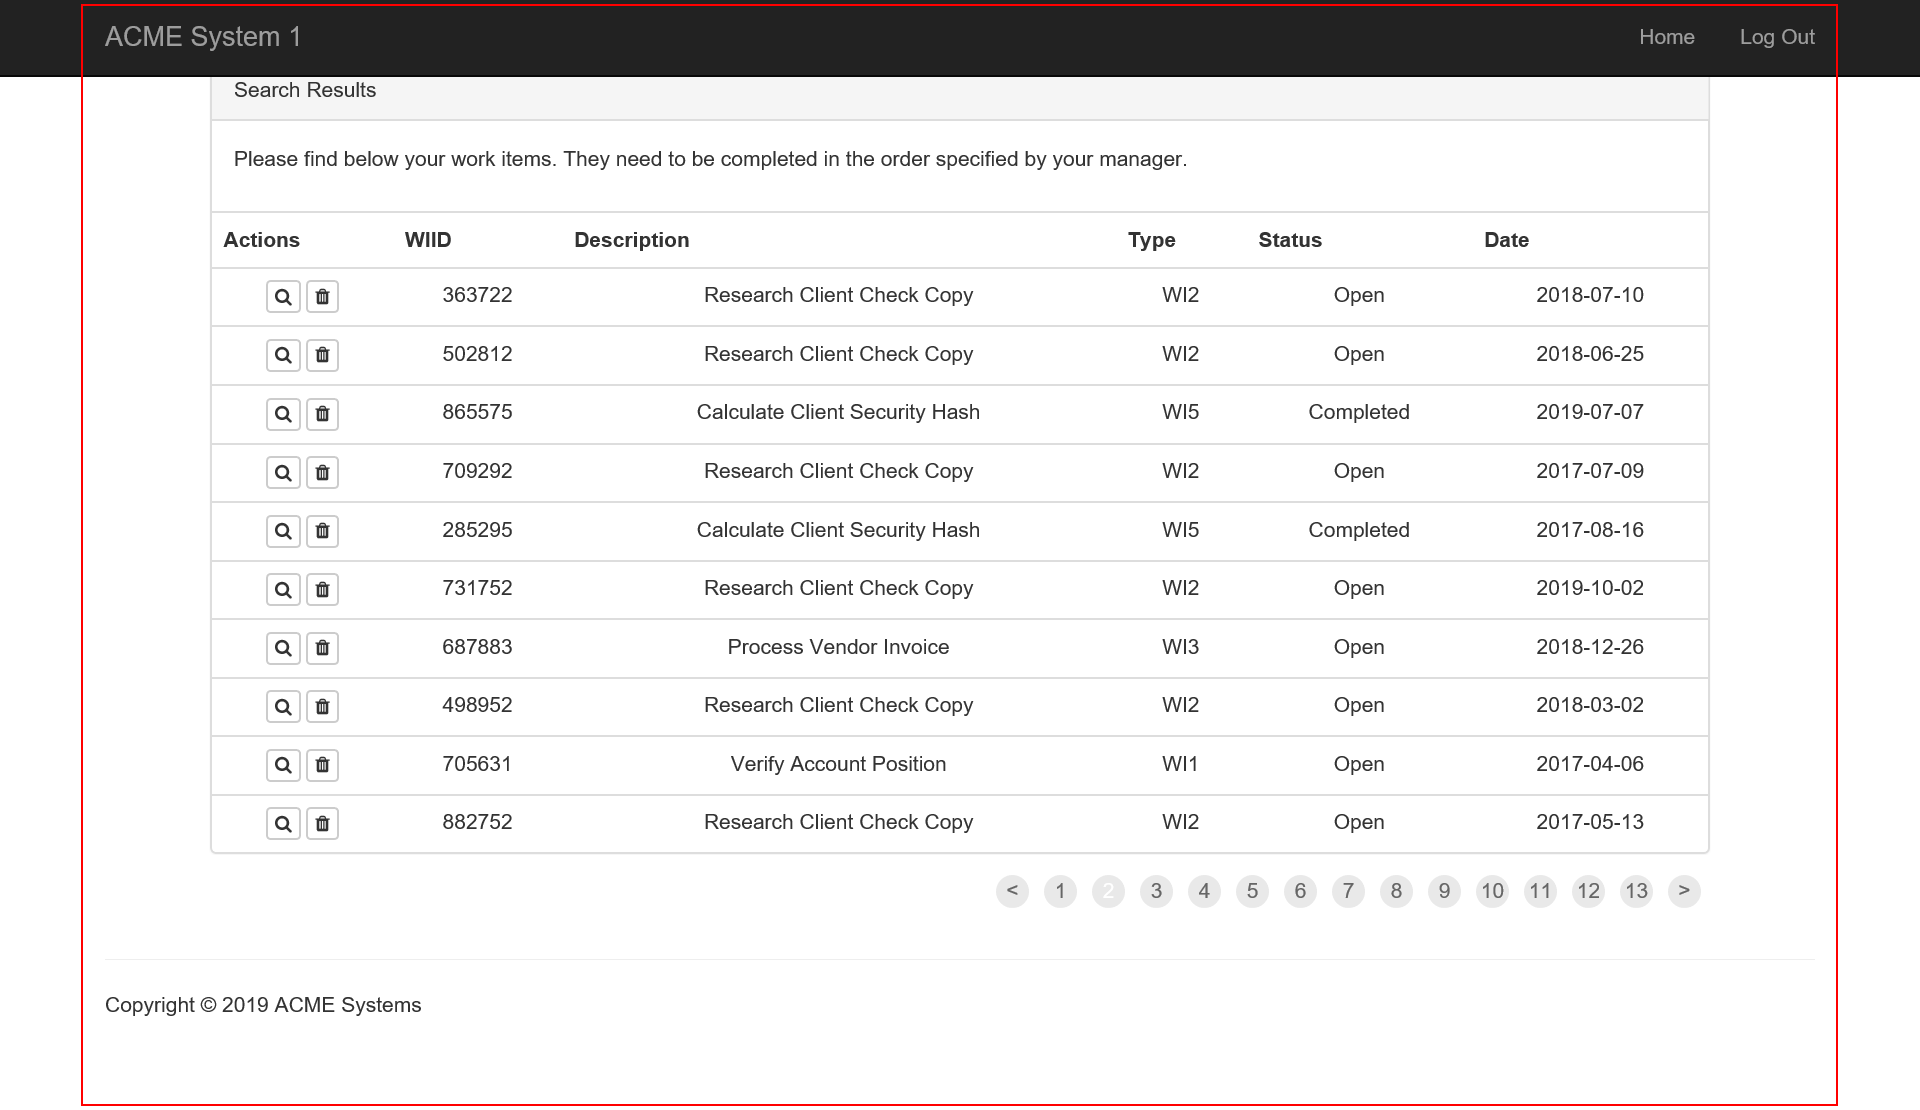 ACME System 1 Home Log Out
Search Results
Please find below your work items. They need to be completed in the order specified by your manager.
Actions WIID Description Type Status Date
363722 Research Client Check Copy WI2 Open 2018-07-10
502812 Research Client Check Copy WI2 Open 2018-06-25
865575 Calculate Client Security Hash WI5 Completed 2019-07-07
709292 Research Client Check Copy WI2 Open 2017-07-09
285295 Calculate Client Security Hash WI5 Completed 2017-08-16
731752 Research Client Check Copy WI2 Open 2019-10-02
687883 Process Vendor Invoice WI3 Open 2018-12-26
498952 Research Client Check Copy WI2 Open 2018-03-02
705631 Verify Account Position WI1 Open 2017-04-06
882752 Research Client Check Copy WI2 Open 2017-05-13
< 1 2 3 4 5 6 7 8 9 10 11 12 13 >
Copyright © 2019 ACME Systems